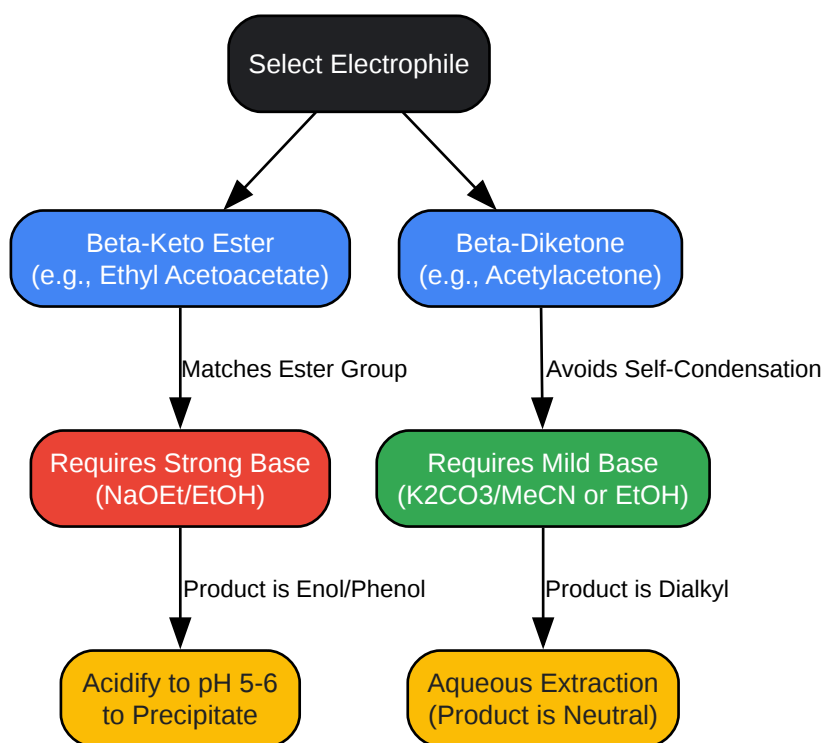 Select Electrophile
Beta-Keto Ester
(e.g., Ethyl Acetoacetate)
Beta-Diketone
(e.g., Acetylacetone)
Matches Ester Group
Avoids Self-Condensation
Requires Strong Base
(NaOEt/EtOH)
Requires Mild Base
(K2CO3/MeCN or EtOH)
Product is Enol/Phenol
Product is Dialkyl
Acidify to pH 5-6
to Precipitate
Aqueous Extraction
(Product is Neutral)